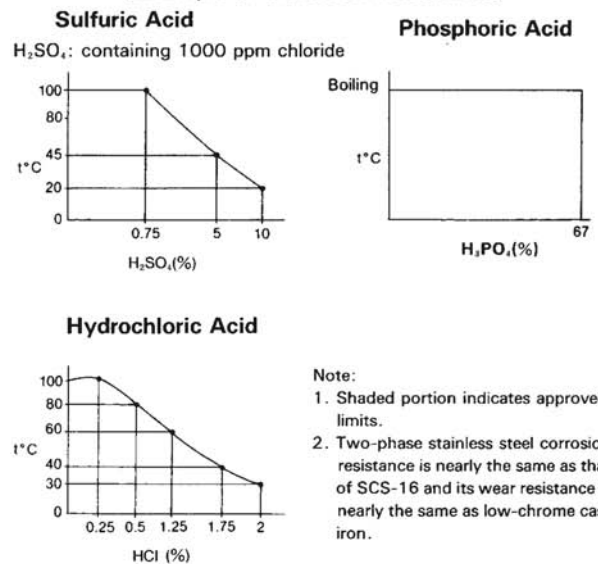 Sulfuric Acid
H₂SO₄: containing 1000 ppm chloride
100
80
45
t°C
20
0
0.75 5 10
H₂SO₄(%)
Phosphoric Acid
Boiling
t°C
67
H₃PO₄(%)
Hydrochloric Acid
100
80
60
t°C
40
30
0
0.25 0.5 1.25 1.75 2
HCl (%)
Note:
1. Shaded portion indicates approve
limits.
2. Two-phase stainless steel corrosio
resistance is nearly the same as tha
of SCS-16 and its wear resistance
nearly the same as low-chrome cas
iron.